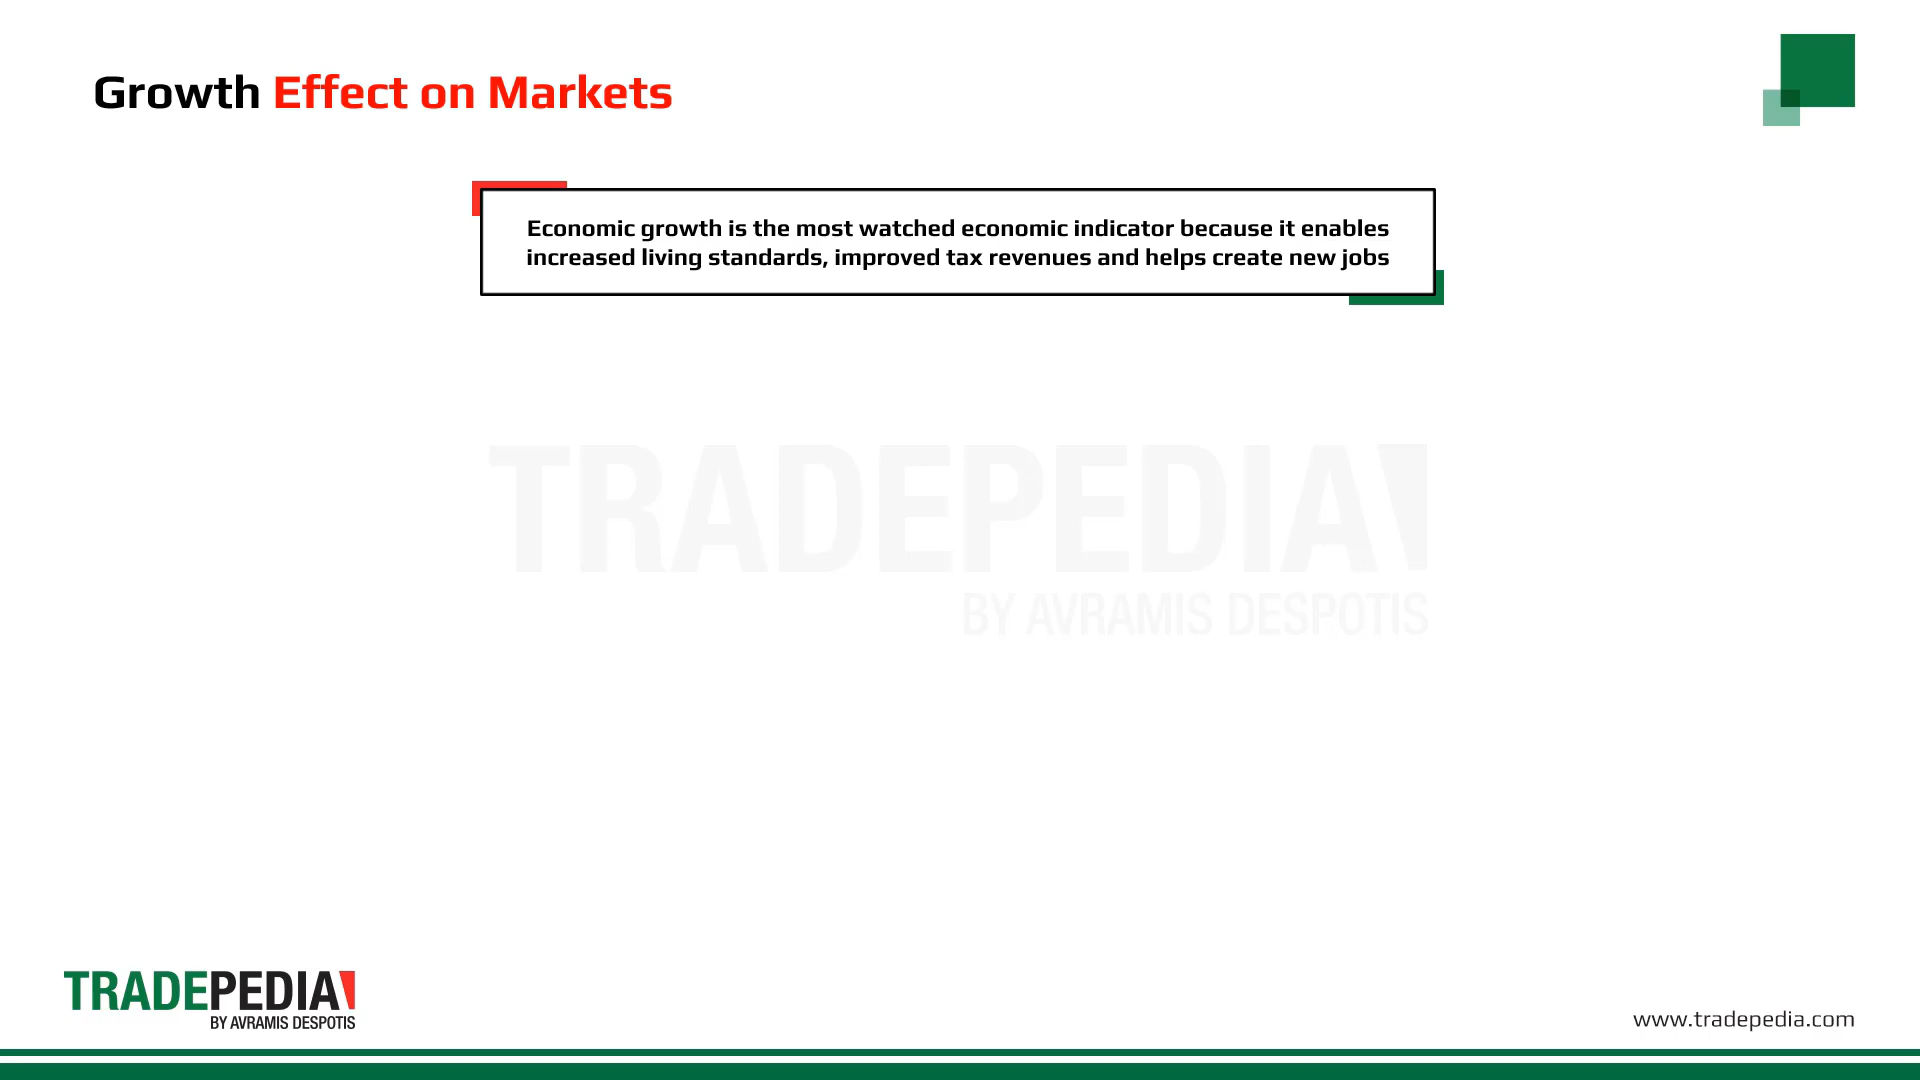 Growth Effect on Markets
Economic growth is the most watched economic indicator because it enables
increased living standards, improved tax revenues and helps create new jobs
TRADEPEDIA
BY AVRAMIS DESPOTIS
TRADEPEDIA
BY AVRAMIS DESPOTIS
www.tradepedia.com